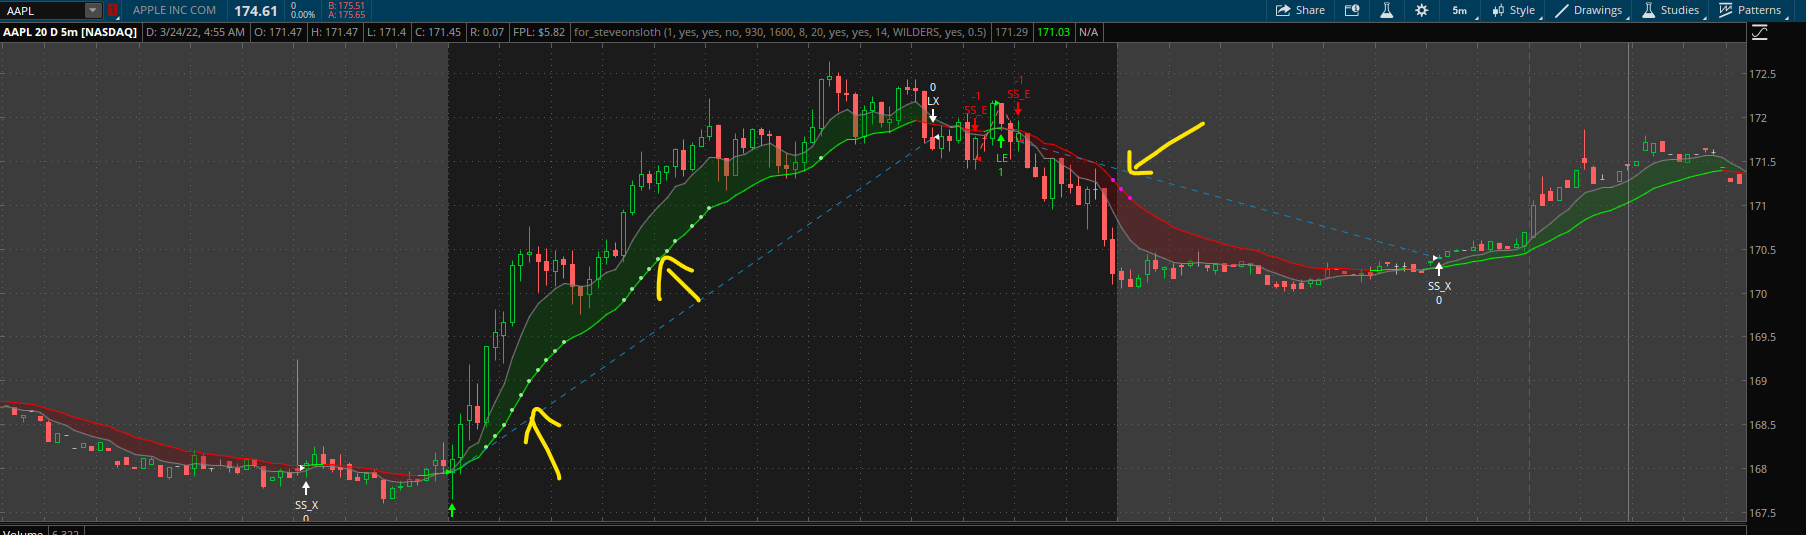 AAPL
APPLE INC COM
174.61
0
0.00%
B: 175.51
A: 175.65
Share
5m
Style
Drawings
Studies
Patterns
AAPL 20 D 5m [NASDAQ]
D: 3/24/22, 4:55 AM
O: 171.47
H: 171.47
L: 171.4
C: 171.45
R: 0.07
FPL: $5.82
for_steveonsloth (1, yes, yes, no, 930, 1600, 8, 20, yes, yes, 14, WILDERS, yes, 0.5)
171.29
171.03
N/A
172.5
172
171.5
171
170.5
170
169.5
169
168.5
168
167.5
0
LX
-1
SS_E
-1
SS_E
LE
1
SS_X
0
SS_X
0
Volume
6,322